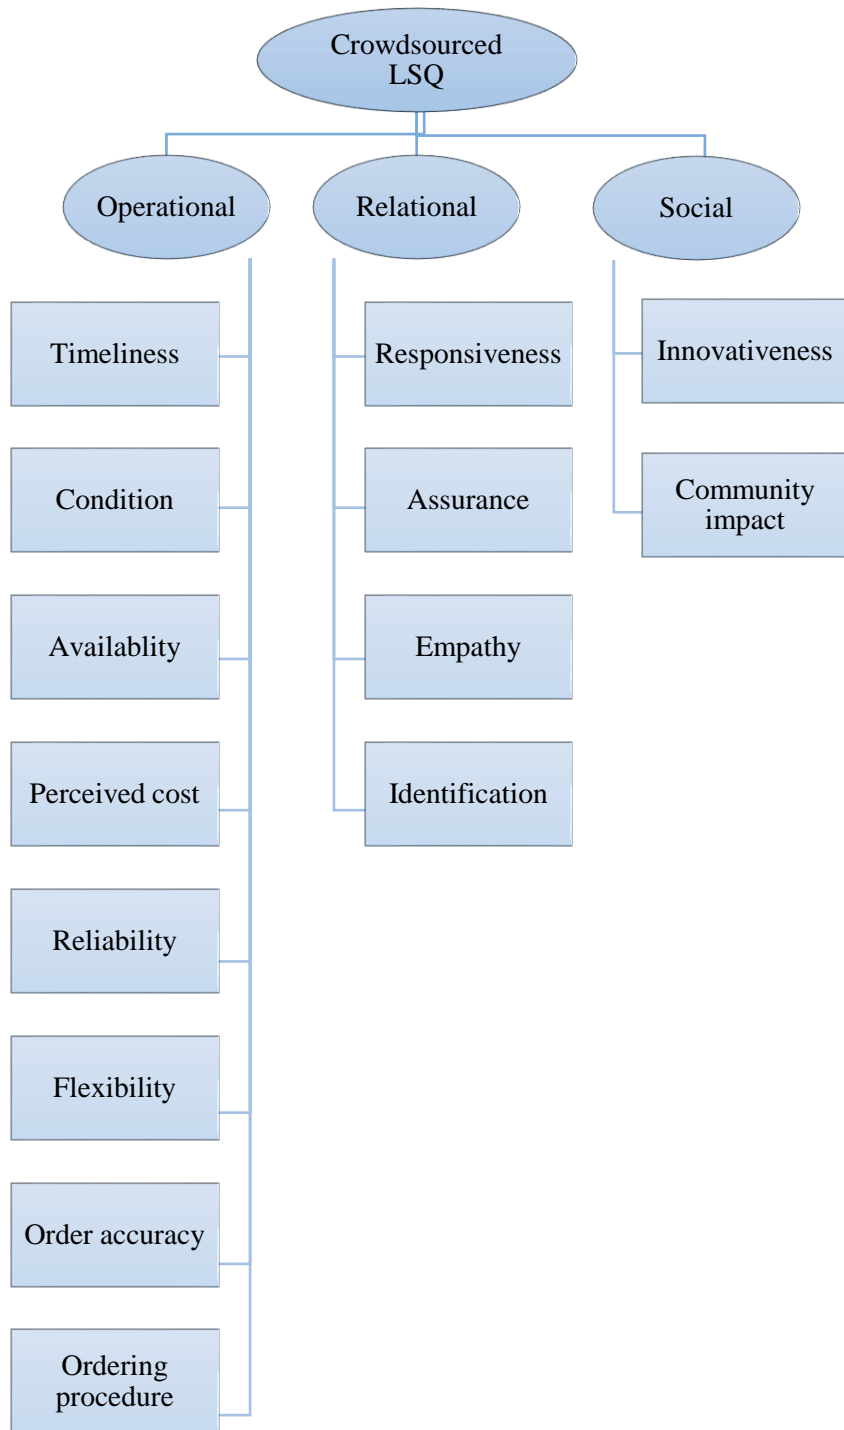 Crowdsourced
LSQ
Operational
Relational
Social
Timeliness
Condition
Availablity
Perceived cost
Reliability
Flexibility
Order accuracy
Ordering
procedure
Responsiveness
Assurance
Empathy
Identification
Innovativeness
Community
impact